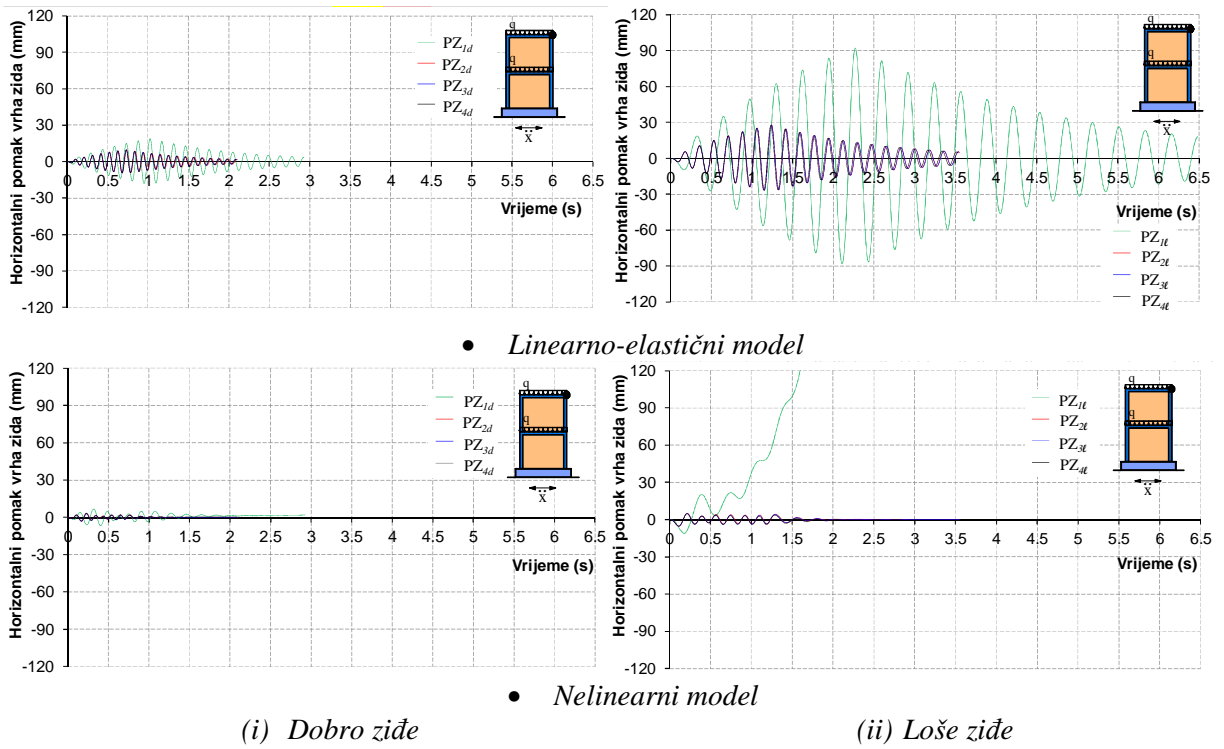 Horizontalni pomak vrha zida (mm)
120
90
60
30
0
-30
-60
-90
-120
0 0.5 1 1.5 2 2.5 3 3.5 4 4.5 5 5.5 6 6.5
Vrijeme (s)
PZ1d
PZ2d
PZ3d
PZ4d
q
q
ẍ
Horizontalni pomak vrha zida (mm)
120
90
60
30
0
-30
-60
-90
-120
0 0.5 1 1.5 2 2.5 3 3.5 4 4.5 5 5.5 6 6.5
Vrijeme (s)
PZ1ℓ
PZ2ℓ
PZ3ℓ
PZ4ℓ
q
q
ẍ
• Linearno-elastični model
Horizontalni pomak vrha zida (mm)
120
90
60
30
0
-30
-60
-90
-120
0 0.5 1 1.5 2 2.5 3 3.5 4 4.5 5 5.5 6 6.5
Vrijeme (s)
PZ1d
PZ2d
PZ3d
PZ4d
q
q
ẍ
Horizontalni pomak vrha zida (mm)
120
90
60
30
0
-30
-60
-90
-120
0 0.5 1 1.5 2 2.5 3 3.5 4 4.5 5 5.5 6 6.5
Vrijeme (s)
PZ1ℓ
PZ2ℓ
PZ3ℓ
PZ4ℓ
q
q
ẍ
• Nelinearni model
(i) Dobro ziđe
(ii) Loše ziđe